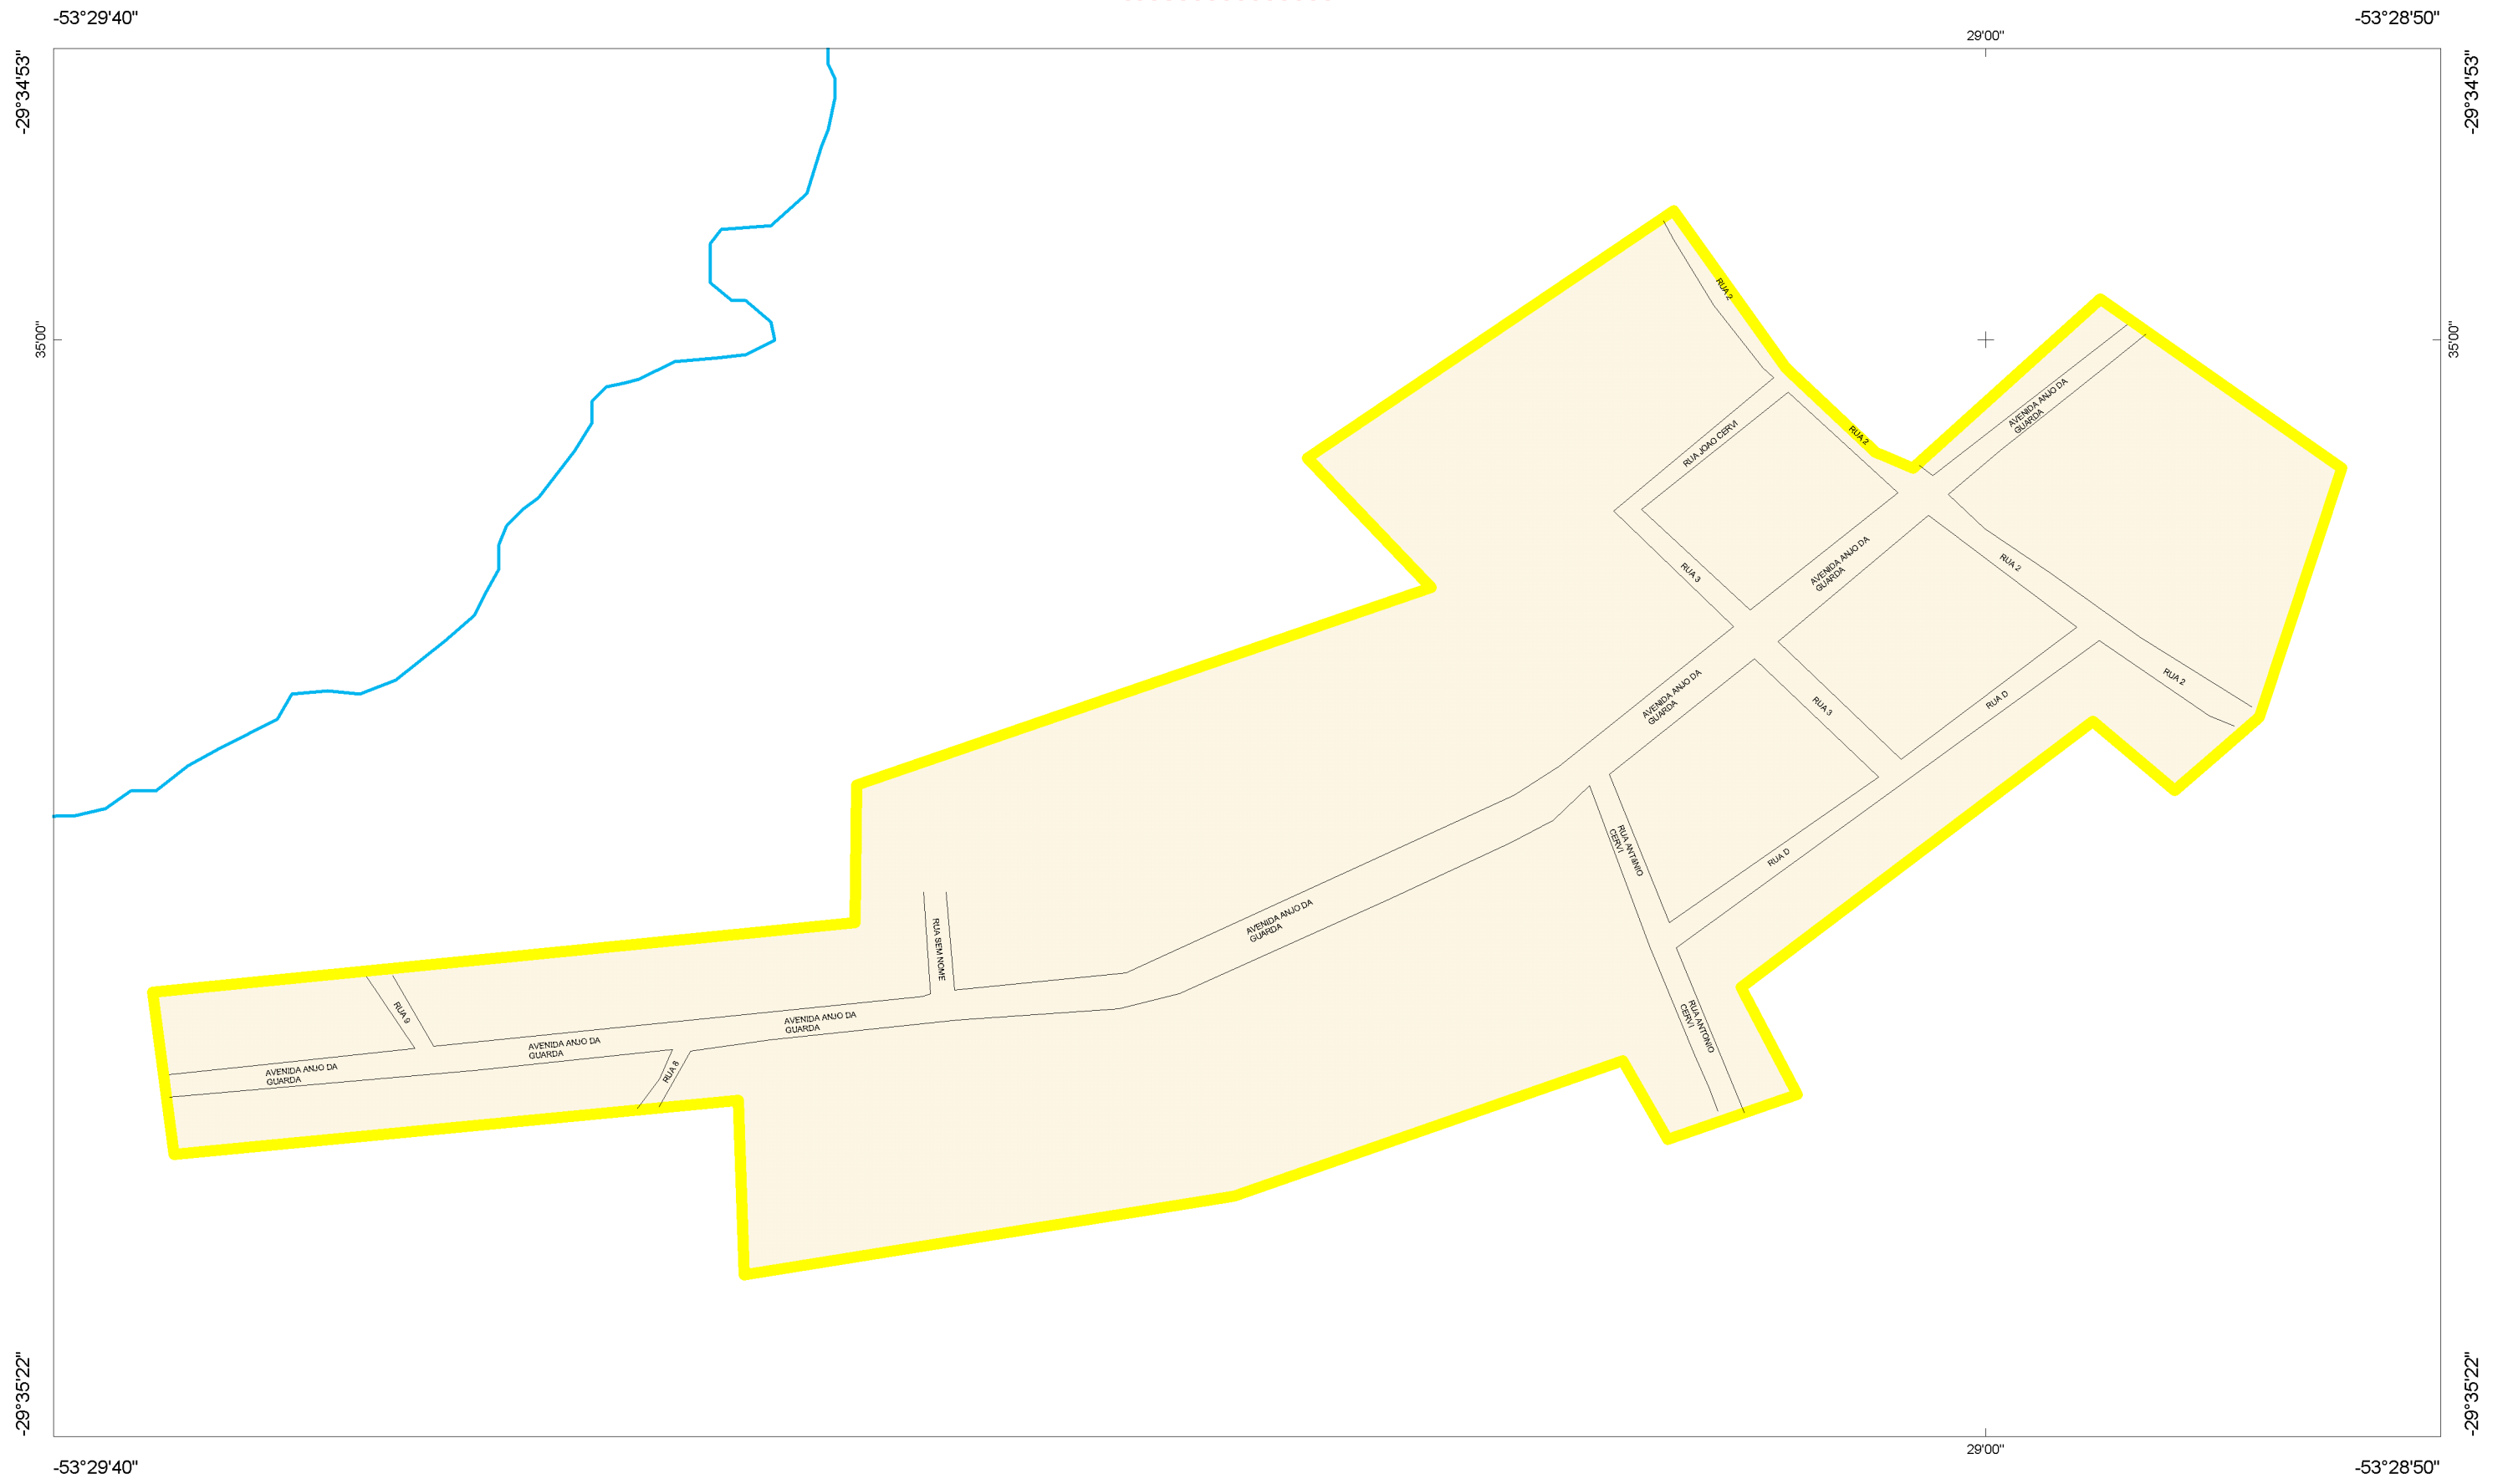 -53°29'40"
-53°28'50"
29'00"
-29°34'53"
-29°34'53"
RUA 2
35'00"
35'00"
AVENIDA ANJO DA
GUARDA
RUA JOAO CERVI
RUA 2
AVENIDA ANJO DA
GUARDA
RUA 2
RUA 3
AVENIDA ANJO DA
GUARDA
RUA 2
RUA D
RUA 3
RUA D
RUA ANTôNIO
CERVI
AVENIDA ANJO DA
GUARDA
RUA SEM NOME
RUA 9
AVENIDA ANJO DA
GUARDA
RUA ANTONIO
CERVI
AVENIDA ANJO DA
GUARDA
AVENIDA ANJO DA
GUARDA
RUA 8
-29°35'22"
-29°35'22"
29'00"
-53°29'40"
-53°28'50"